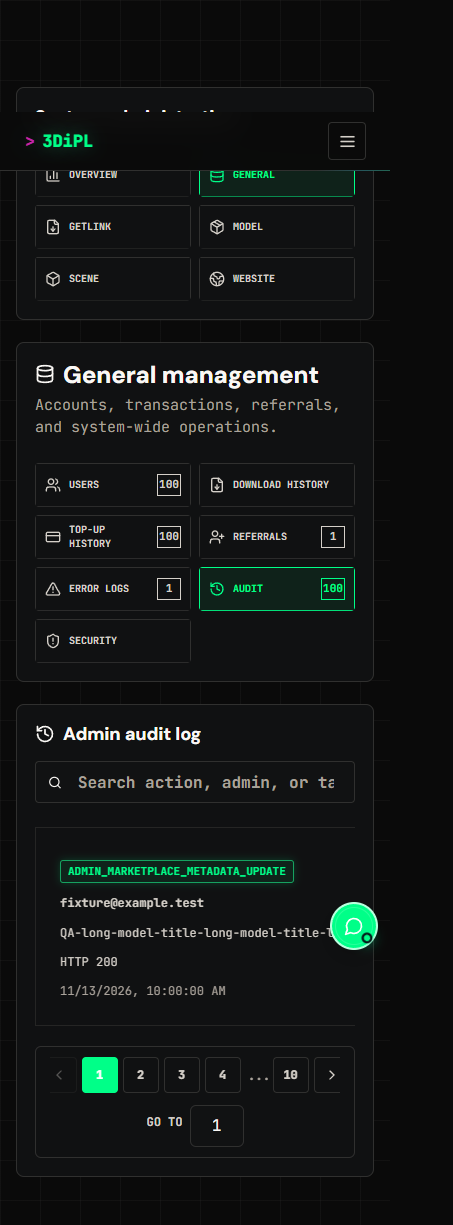 > 3DiPL
OVERVIEW
GENERAL
GETLINK
MODEL
SCENE
WEBSITE
General management
Accounts, transactions, referrals,
and system-wide operations.
USERS 100
DOWNLOAD HISTORY
TOP-UP
HISTORY 100
REFERRALS 1
ERROR LOGS 1
AUDIT 100
SECURITY
Admin audit log
Search action, admin, or ta
ADMIN_MARKETPLACE_METADATA_UPDATE
fixture@example.test
QA-long-model-title-long-model-title-l
HTTP 200
11/13/2026, 10:00:00 AM
1 2 3 4 ... 10
GO TO 1